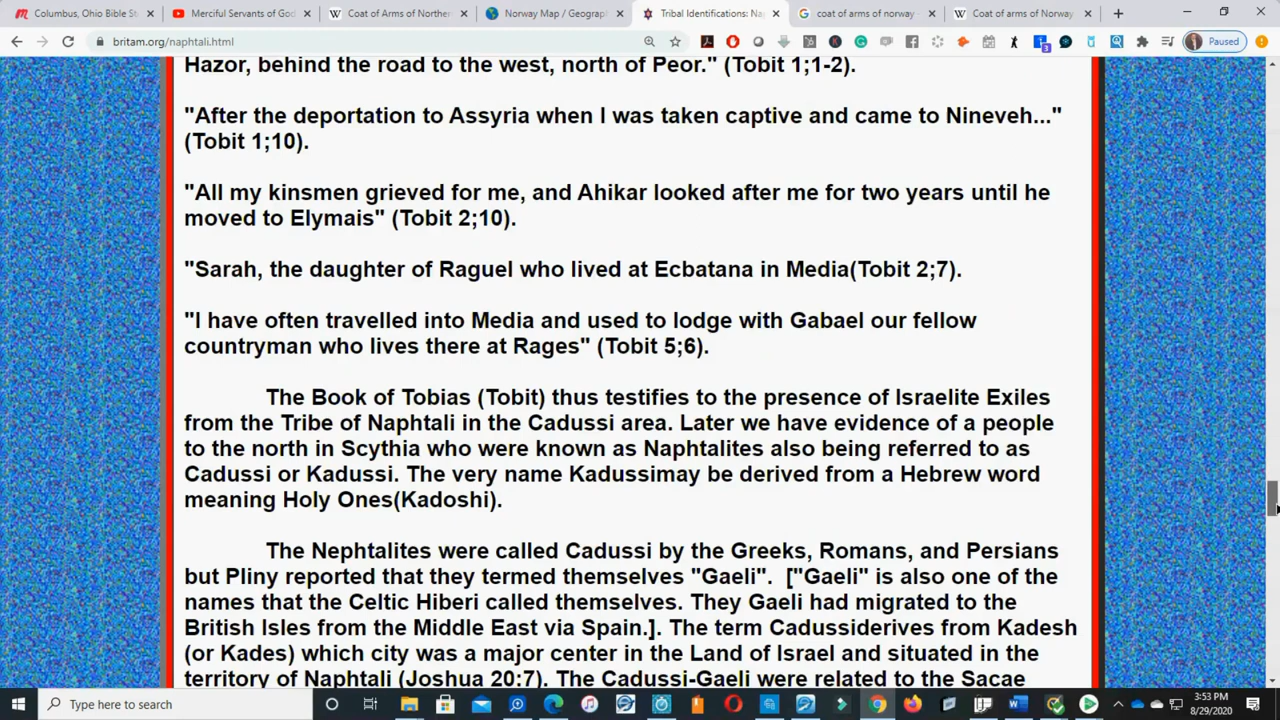 Columbus, Ohio Bible St
Merciful Servants of God
Coat of Arms of Northern
Norway Map / Geography
Tribal Identifications: Nap
coat of arms of norway -
Coat of arms of Norway
britam.org/naphtali.html
Paused
Hazor, behind the road to the west, north of Peor." (Tobit 1;1-2).
"After the deportation to Assyria when I was taken captive and came to Nineveh..."
(Tobit 1;10).
"All my kinsmen grieved for me, and Ahikar looked after me for two years until he
moved to Elymais" (Tobit 2;10).
"Sarah, the daughter of Raguel who lived at Ecbatana in Media(Tobit 2;7).
"I have often travelled into Media and used to lodge with Gabael our fellow
countryman who lives there at Rages" (Tobit 5;6).
The Book of Tobias (Tobit) thus testifies to the presence of Israelite Exiles
from the Tribe of Naphtali in the Cadussi area. Later we have evidence of a people
to the north in Scythia who were known as Naphtalites also being referred to as
Cadussi or Kadussi. The very name Kadussimay be derived from a Hebrew word
meaning Holy Ones(Kadoshi).
The Nephtalites were called Cadussi by the Greeks, Romans, and Persians
but Pliny reported that they termed themselves "Gaeli".  ["Gaeli" is also one of the
names that the Celtic Hiberi called themselves. They Gaeli had migrated to the
British Isles from the Middle East via Spain.]. The term Cadussiderives from Kadesh
(or Kades) which city was a major center in the Land of Israel and situated in the
territory of Naphtali (Joshua 20:7). The Cadussi-Gaeli were related to the Sacae
Type here to search
3:53 PM
8/29/2020